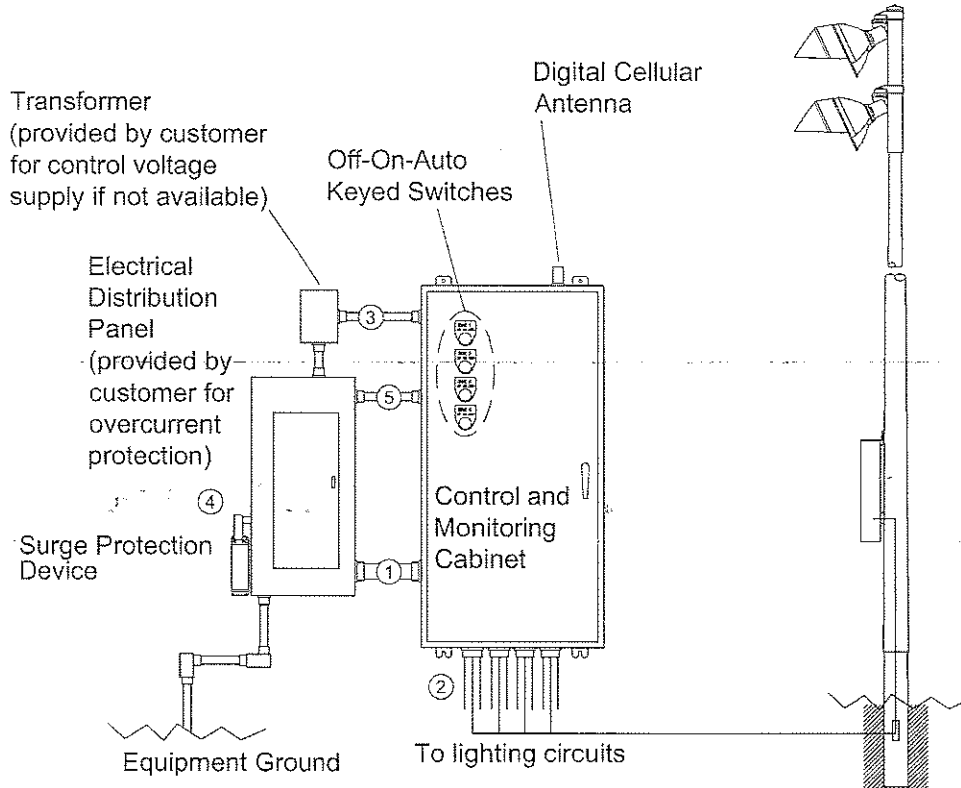 Digital Cellular
Antenna
Transformer
(provided by customer
for control voltage
supply if not available)
Off-On-Auto
Keyed Switches
Electrical
Distribution
Panel
(provided by
customer for
overcurrent
protection)
3
5
4
Surge Protection
Device
Control and
Monitoring
Cabinet
1
2
Equipment Ground
To lighting circuits